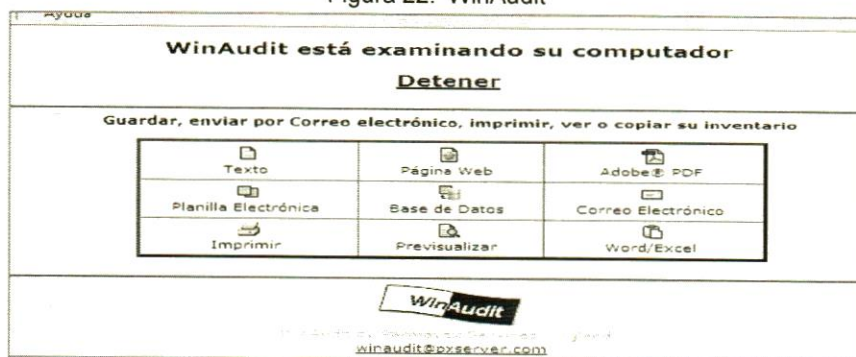 Figura 22. WinAudit
Ayuda
WinAudit está examinando su computador
Detener
Guardar, enviar por Correo electrónico, imprimir, ver o copiar su inventario
Texto Página Web Adobe® PDF
Planilla Electrónica Base de Datos Correo Electrónico
Imprimir Previsualizar Word/Excel
WinAudit
winaudit@pxserver.com